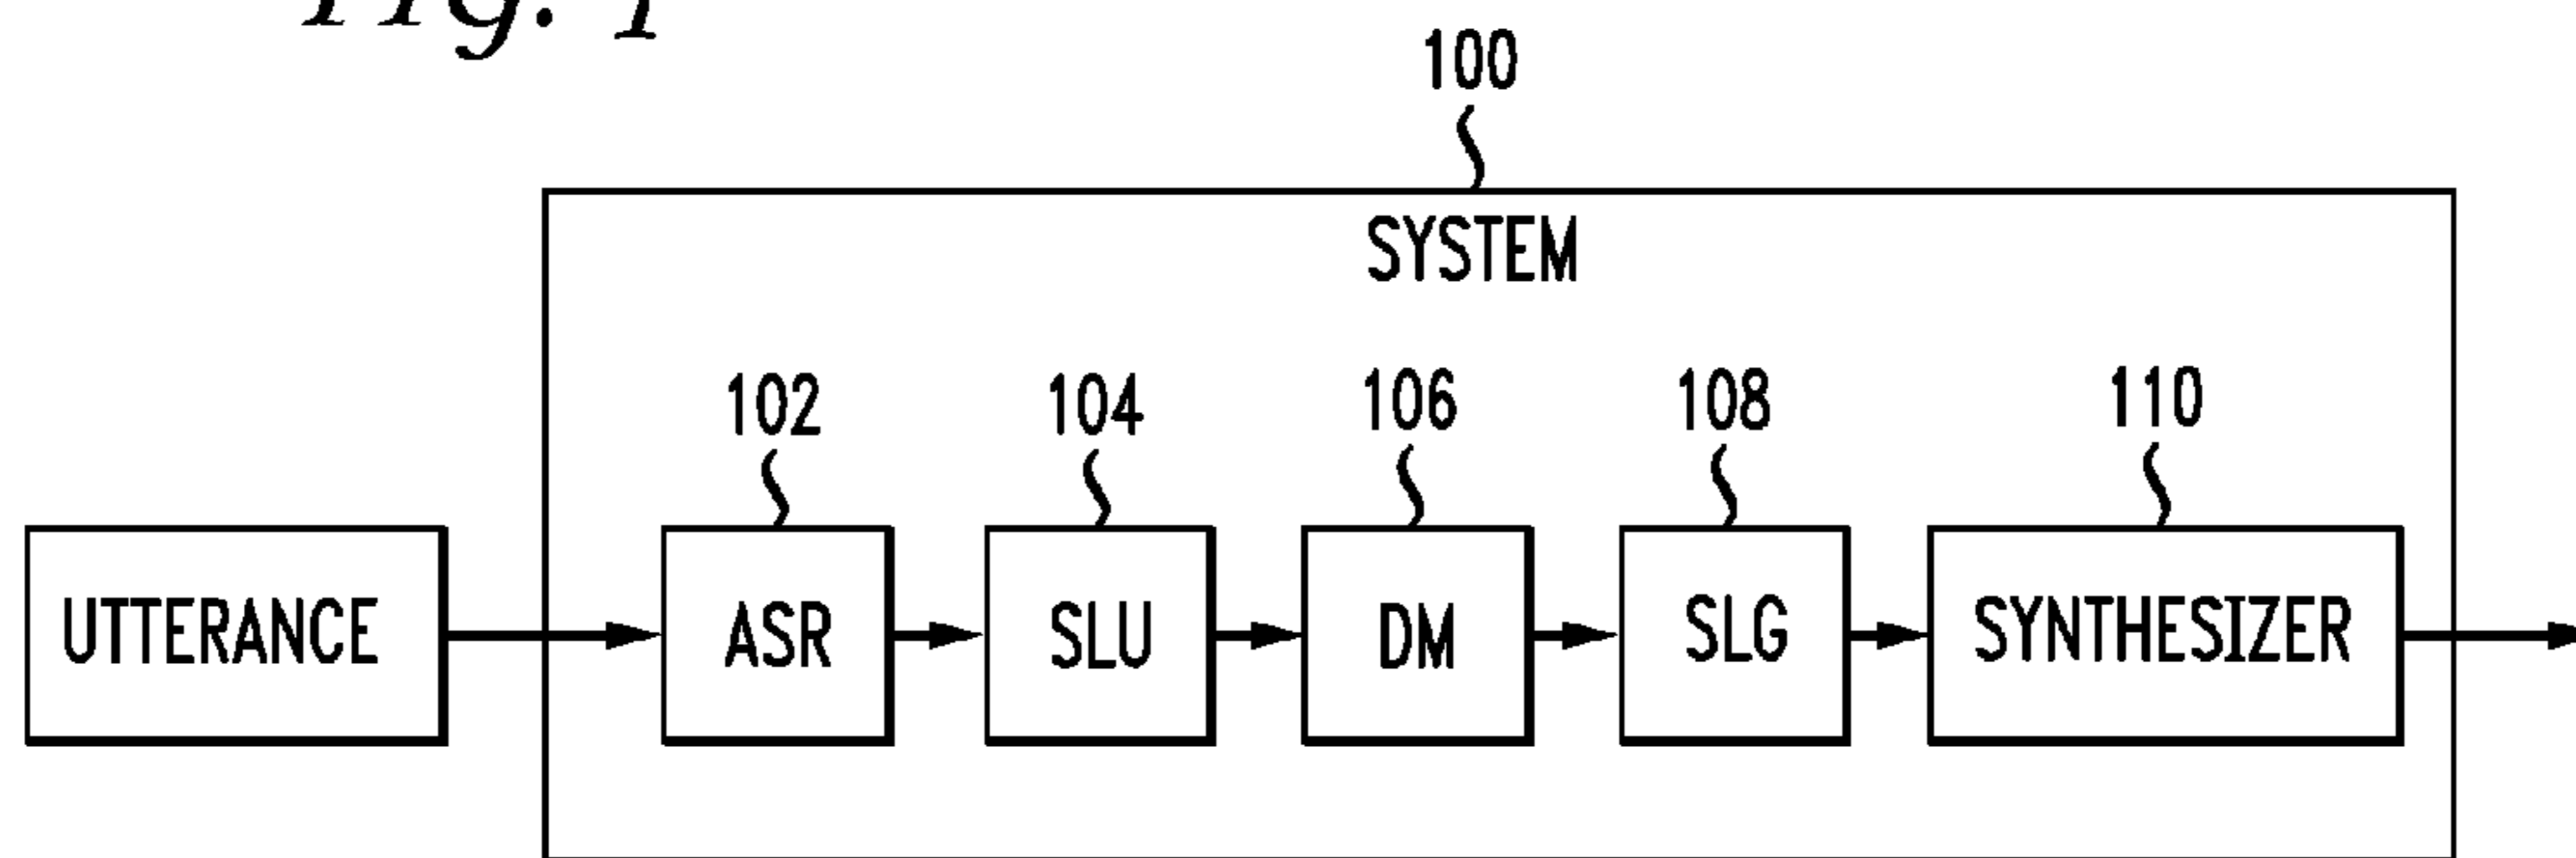 Fig. 1
100
SYSTEM
102 104 106 108 110
UTTERANCE ASR SLU DM SLG SYNTHESIZER